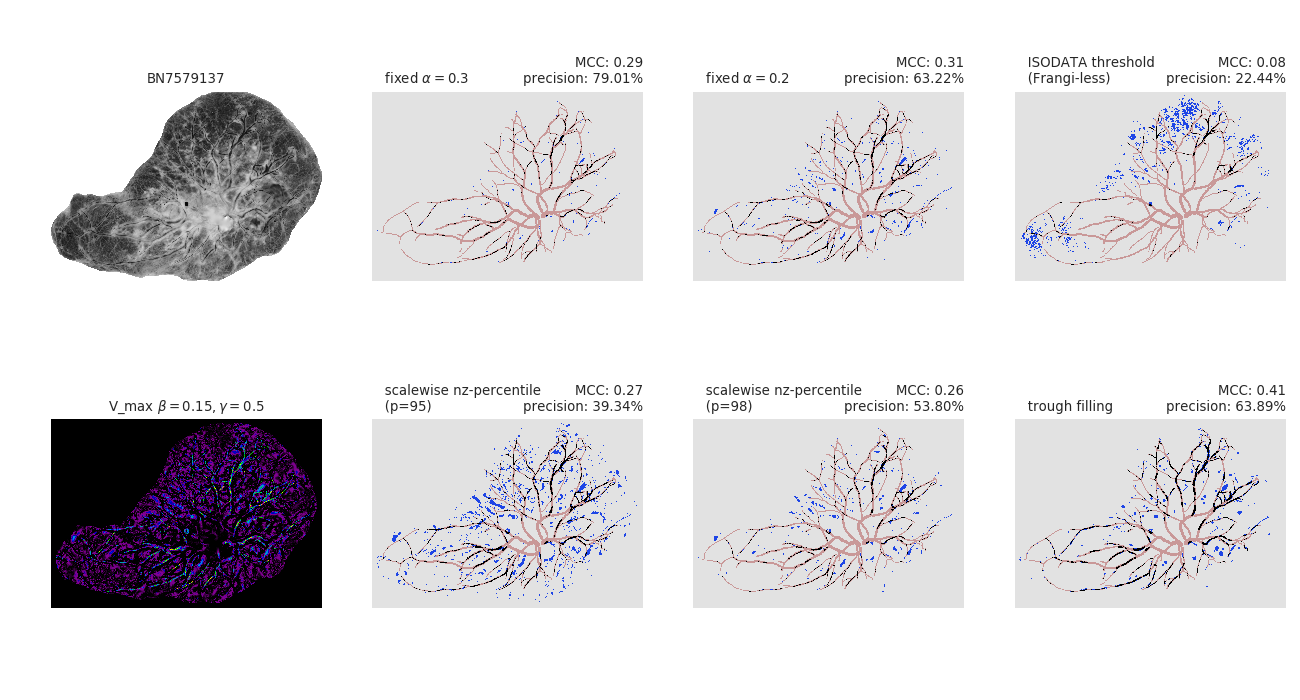 BN7579137
fixed α = 0.3
MCC: 0.29
precision: 79.01%
fixed α = 0.2
MCC: 0.31
precision: 63.22%
ISODATA threshold
(Frangi-less)
MCC: 0.08
precision: 22.44%
V_max β = 0.15, γ = 0.5
scalewise nz-percentile
(p=95)
MCC: 0.27
precision: 39.34%
scalewise nz-percentile
(p=98)
MCC: 0.26
precision: 53.80%
trough filling
MCC: 0.41
precision: 63.89%